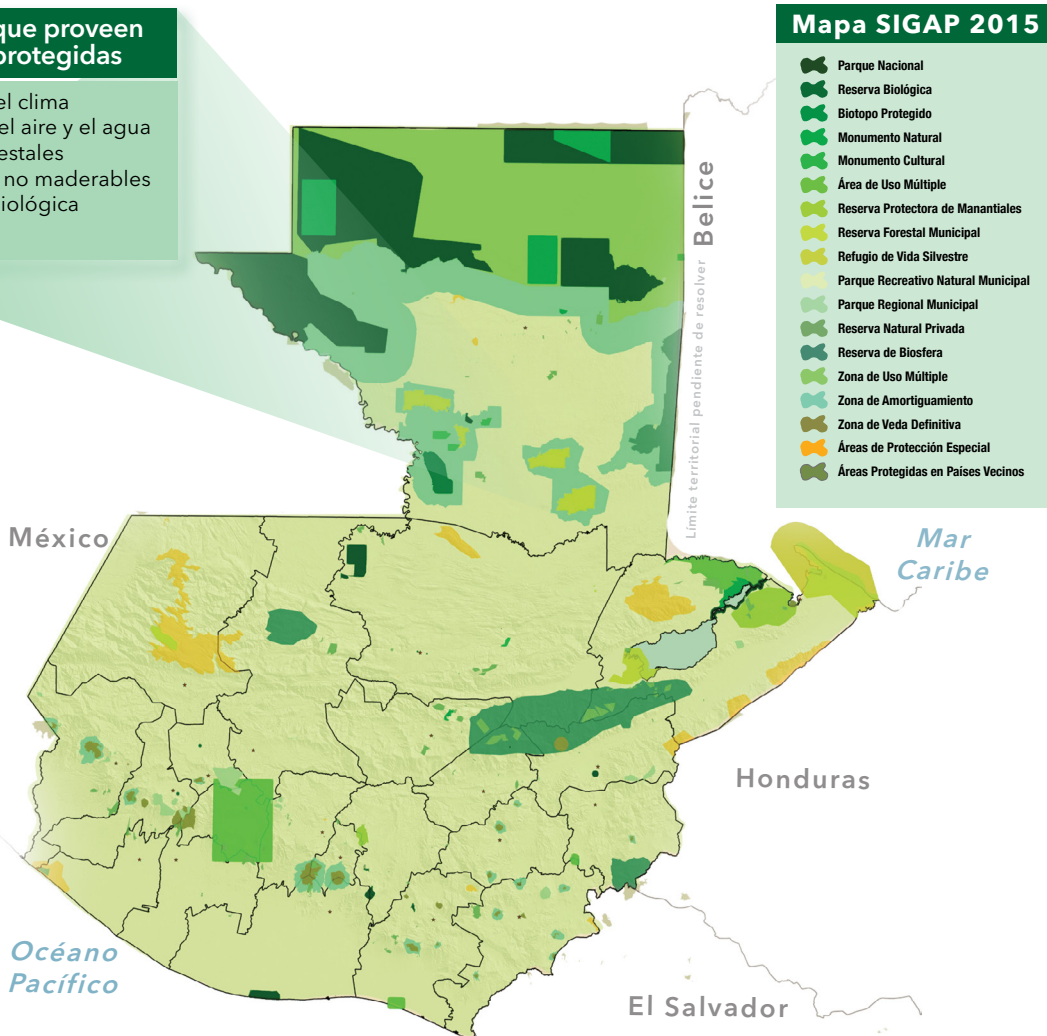 que proveen
protegidas
el clima
el aire y el agua
estales
no maderables
iológica
Mapa SIGAP 2015
Parque Nacional
Reserva Biológica
Biotopo Protegido
Monumento Natural
Monumento Cultural
Área de Uso Múltiple
Reserva Protectora de Manantiales
Reserva Forestal Municipal
Refugio de Vida Silvestre
Parque Recreativo Natural Municipal
Parque Regional Municipal
Reserva Natural Privada
Reserva de Biosfera
Zona de Uso Múltiple
Zona de Amortiguamiento
Zona de Veda Definitiva
Áreas de Protección Especial
Áreas Protegidas en Países Vecinos
Belice
Límite territorial pendiente de resolver
México
Mar
Caribe
Honduras
Océano
Pacífico
El Salvador